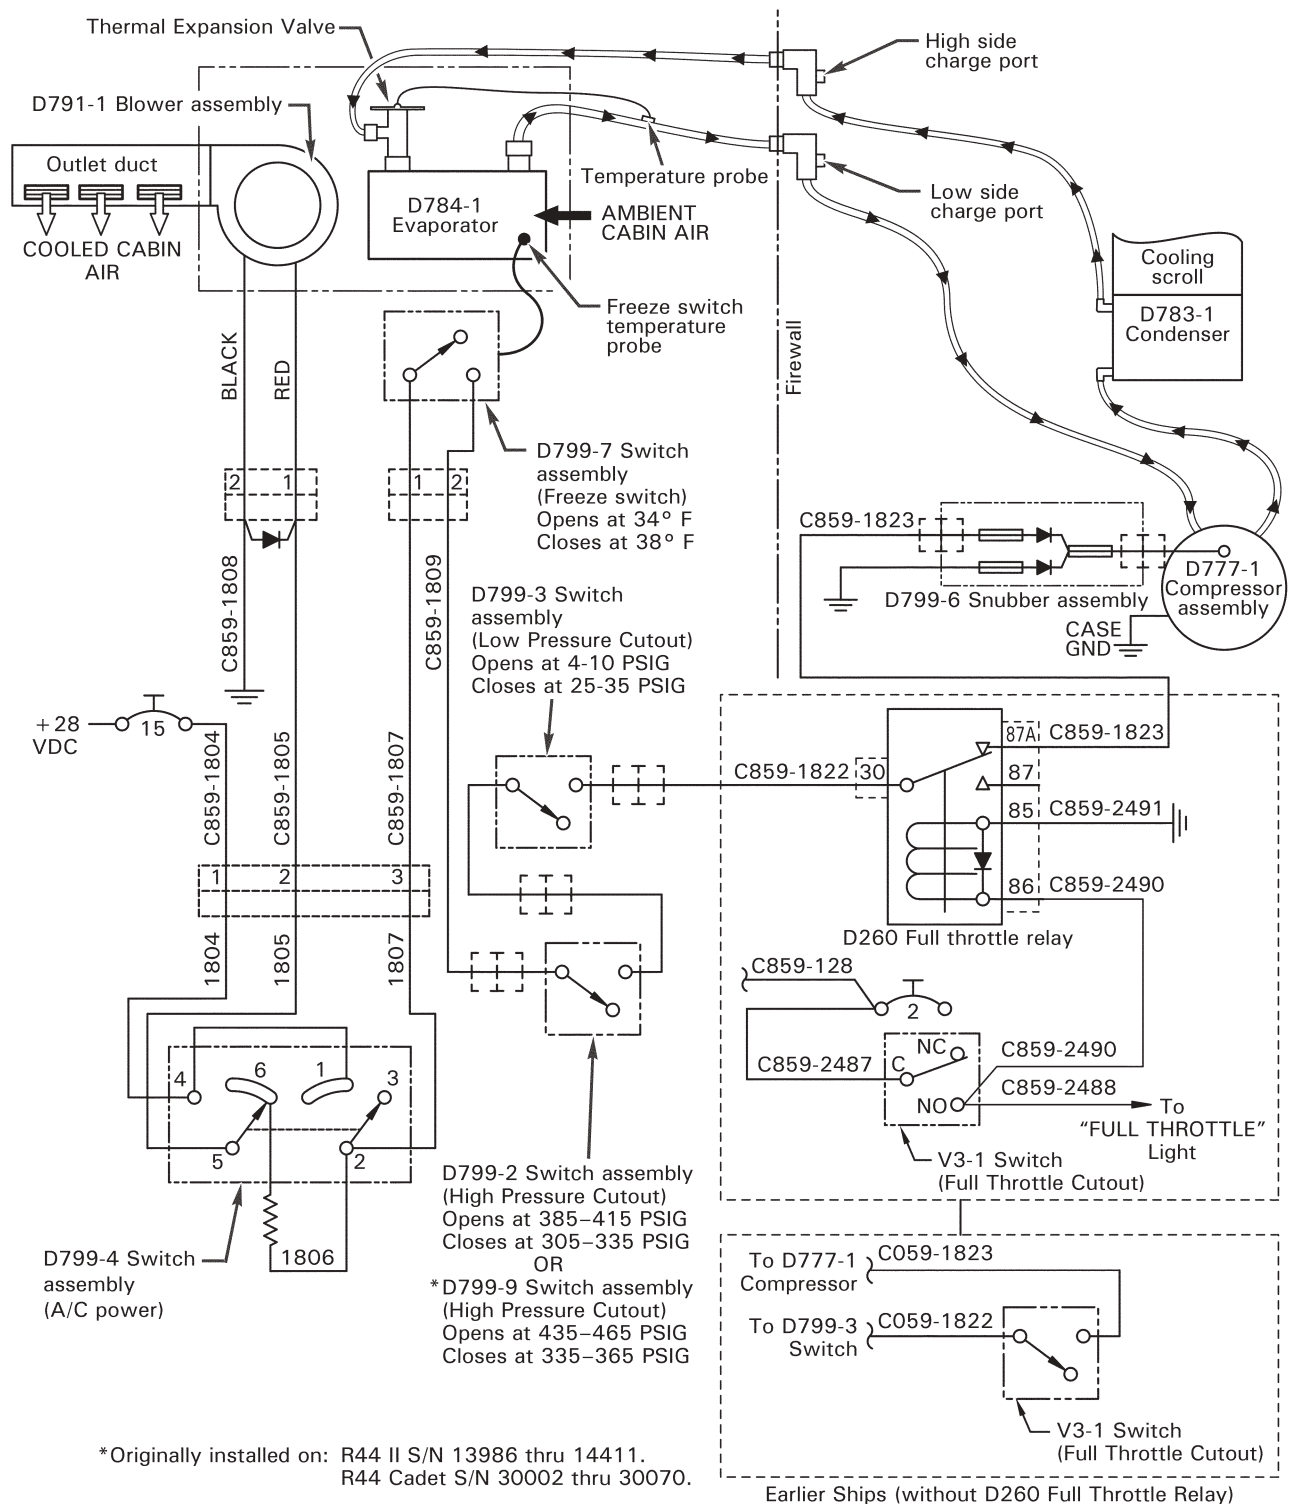 Thermal Expansion Valve
High side
charge port
D791-1 Blower assembly
Outlet duct
Temperature probe
COOLED CABIN
AIR
D784-1
Evaporator
AMBIENT
CABIN AIR
Low side
charge port
Cooling
scroll
D783-1
Condenser
Freeze switch
temperature
probe
Firewall
BLACK
RED
D799-7 Switch
assembly
(Freeze switch)
Opens at 34° F
Closes at 38° F
2
1
1
2
C859-1823
D777-1
Compressor
assembly
D799-6 Snubber assembly
CASE
GND
C859-1808
C859-1809
D799-3 Switch
assembly
(Low Pressure Cutout)
Opens at 4-10 PSIG
Closes at 25-35 PSIG
+28
VDC
15
C859-1804
C859-1805
C859-1807
87A
C859-1823
C859-1822
30
87
85
C859-2491
86
C859-2490
D260 Full throttle relay
1
2
3
1804
1805
1807
C859-128
2
C859-2487
NC
C
NO
C859-2490
C859-2488
To
“FULL THROTTLE”
Light
V3-1 Switch
(Full Throttle Cutout)
4
6
1
3
5
2
1806
D799-4 Switch
assembly
(A/C power)
D799-2 Switch assembly
(High Pressure Cutout)
Opens at 385–415 PSIG
Closes at 305–335 PSIG
OR
*D799-9 Switch assembly
(High Pressure Cutout)
Opens at 435–465 PSIG
Closes at 335–365 PSIG
To D777-1
Compressor
C059-1823
To D799-3
Switch
C059-1822
V3-1 Switch
(Full Throttle Cutout)
*Originally installed on: R44 II S/N 13986 thru 14411.
R44 Cadet S/N 30002 thru 30070.
Earlier Ships (without D260 Full Throttle Relay)